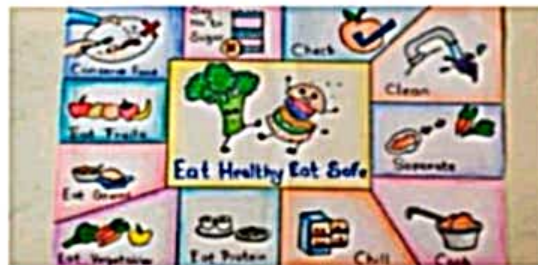 Conserve Food
Say
No to
Sugar
Check
Clean
Eat Fruits
Eat Healthy Eat Safe
Separate
Eat Grains
Eat Vegetables
Eat Protein
Chill
Cook